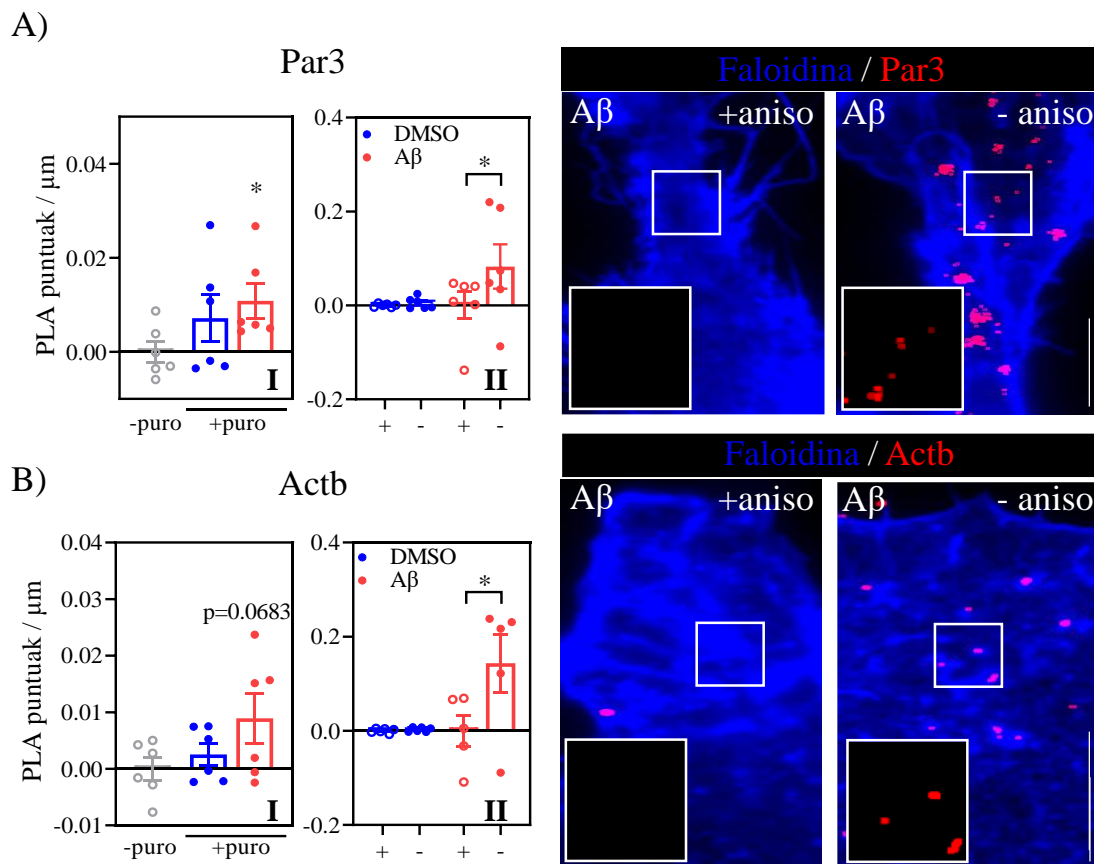 A)
Par3
PLA puntuak / µm
0.04
0.02
0.00
*
I
-puro +puro
0.4
0.2
0.0
-0.2
DMSO
Aβ
*
II
+ - + -
Faloidina / Par3
Aβ +aniso
Aβ - aniso
B)
Actb
PLA puntuak / µm
0.04
0.03
0.02
0.01
0.00
-0.01
p=0.0683
I
-puro +puro
0.4
0.2
0.0
-0.2
DMSO
Aβ
*
II
+ - + -
Faloidina / Actb
Aβ +aniso
Aβ - aniso